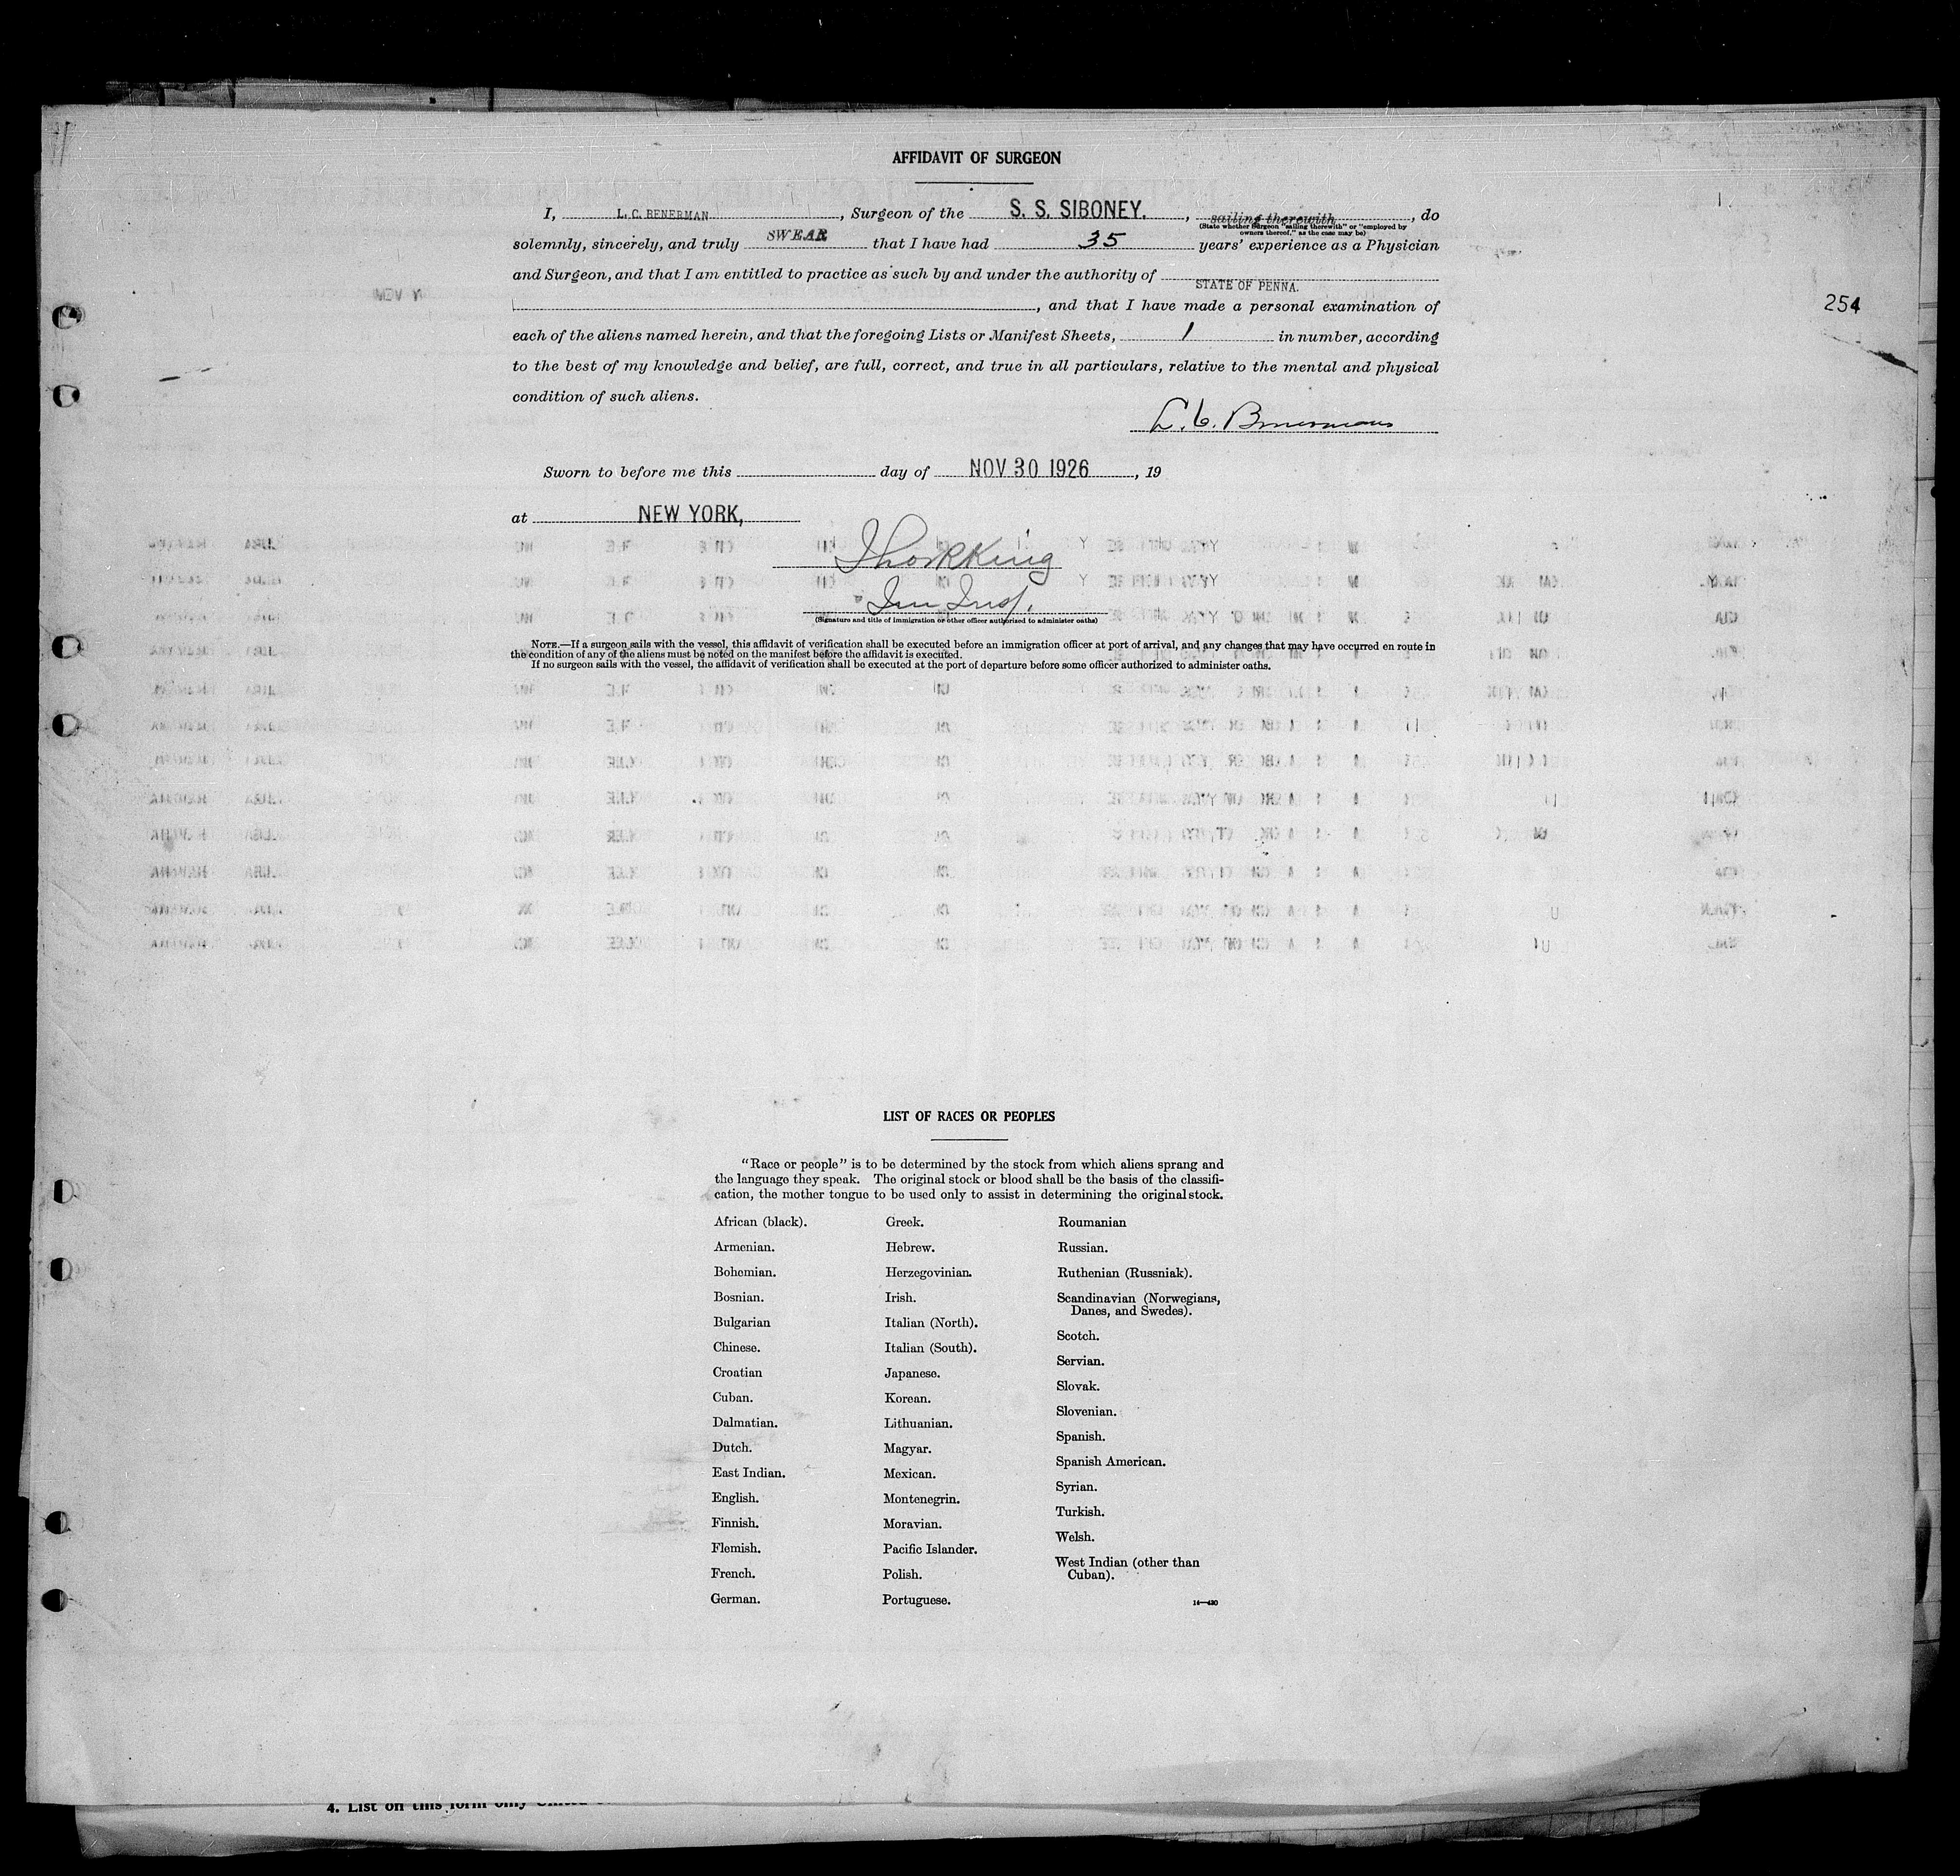 AFFIDAVIT OF SURGEON
I, L. C. BENERMAN, Surgeon of the S. S. SIBONEY., sailing therewith, do
(State whether Surgeon "sailing therewith" or "employed by
owners thereof," as the case may be)
solemnly, sincerely, and truly SWEAR that I have had 35 years' experience as a Physician
and Surgeon, and that I am entitled to practice as such by and under the authority of
STATE OF PENNA.
, and that I have made a personal examination of
254
each of the aliens named herein, and that the foregoing Lists or Manifest Sheets, 1 in number, according
to the best of my knowledge and belief, are full, correct, and true in all particulars, relative to the mental and physical
condition of such aliens.
L. C. Benerman
Sworn to before me this day of NOV 30 1926, 19
at NEW YORK,
King
Im Insp.
(Signature and title of immigration or other officer authorized to administer oaths)
NOTE.—If a surgeon sails with the vessel, this affidavit of verification shall be executed before an immigration officer at port of arrival, and any changes that may have occurred en route in
the condition of any of the aliens must be noted on the manifest before the affidavit is executed.
If no surgeon sails with the vessel, the affidavit of verification shall be executed at the port of departure before some officer authorized to administer oaths.
LIST OF RACES OR PEOPLES
"Race or people" is to be determined by the stock from which aliens sprang and
the language they speak. The original stock or blood shall be the basis of the classifi-
cation, the mother tongue to be used only to assist in determining the original stock.
African (black).
Armenian.
Bohemian.
Bosnian.
Bulgarian
Chinese.
Croatian
Cuban.
Dalmatian.
Dutch.
East Indian.
English.
Finnish.
Flemish.
French.
German.
Greek.
Hebrew.
Herzegovinian.
Irish.
Italian (North).
Italian (South).
Japanese.
Korean.
Lithuanian.
Magyar.
Mexican.
Montenegrin.
Moravian.
Pacific Islander.
Polish.
Portuguese.
Roumanian
Russian.
Ruthenian (Russniak).
Scandinavian (Norwegians,
Danes, and Swedes).
Scotch.
Servian.
Slovak.
Slovenian.
Spanish.
Spanish American.
Syrian.
Turkish.
Welsh.
West Indian (other than
Cuban).
14—430
4. List on this form only